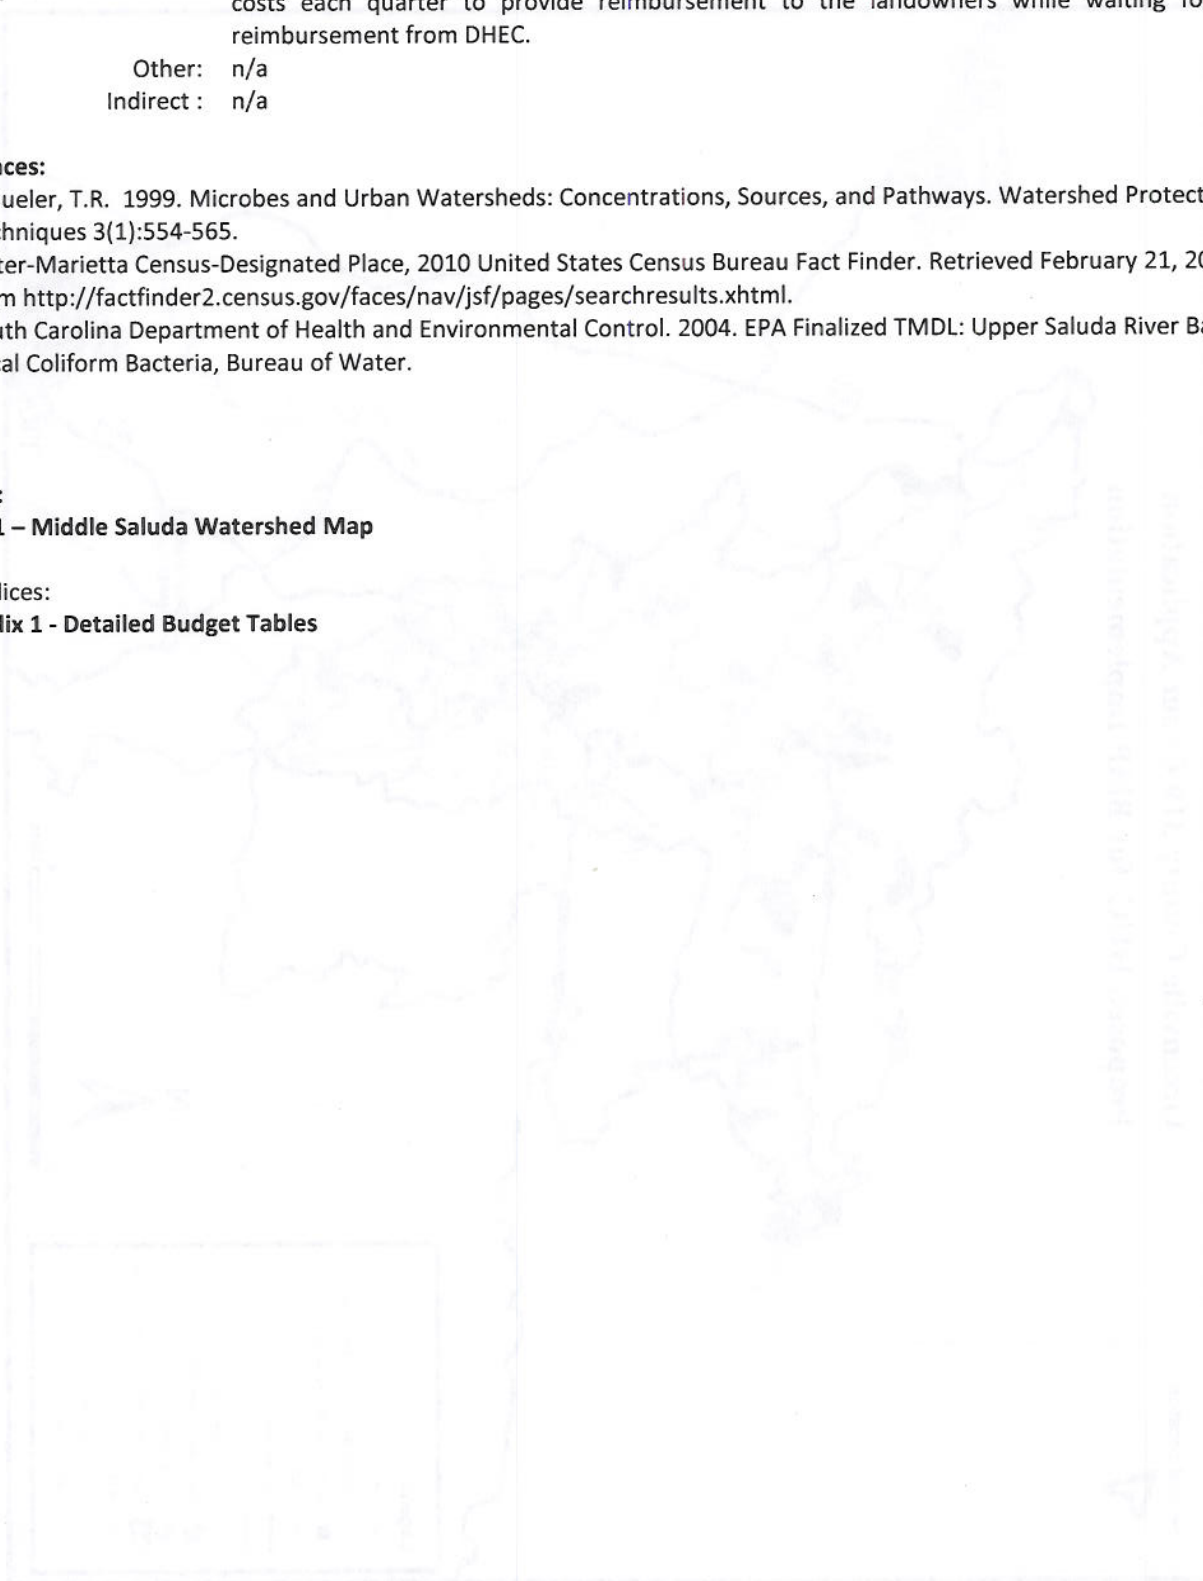 costs each quarter to provide reimbursement to the landowners while waiting fo
reimbursement from DHEC.
Other: n/a
Indirect : n/a
ces:
ueler, T.R. 1999. Microbes and Urban Watersheds: Concentrations, Sources, and Pathways. Watershed Protect
hniques 3(1):554-565.
ter-Marietta Census-Designated Place, 2010 United States Census Bureau Fact Finder. Retrieved February 21, 20
m http://factfinder2.census.gov/faces/nav/jsf/pages/searchresults.xhtml.
uth Carolina Department of Health and Environmental Control. 2004. EPA Finalized TMDL: Upper Saluda River Ba
al Coliform Bacteria, Bureau of Water.
:
1 – Middle Saluda Watershed Map
lices:
lix 1 - Detailed Budget Tables